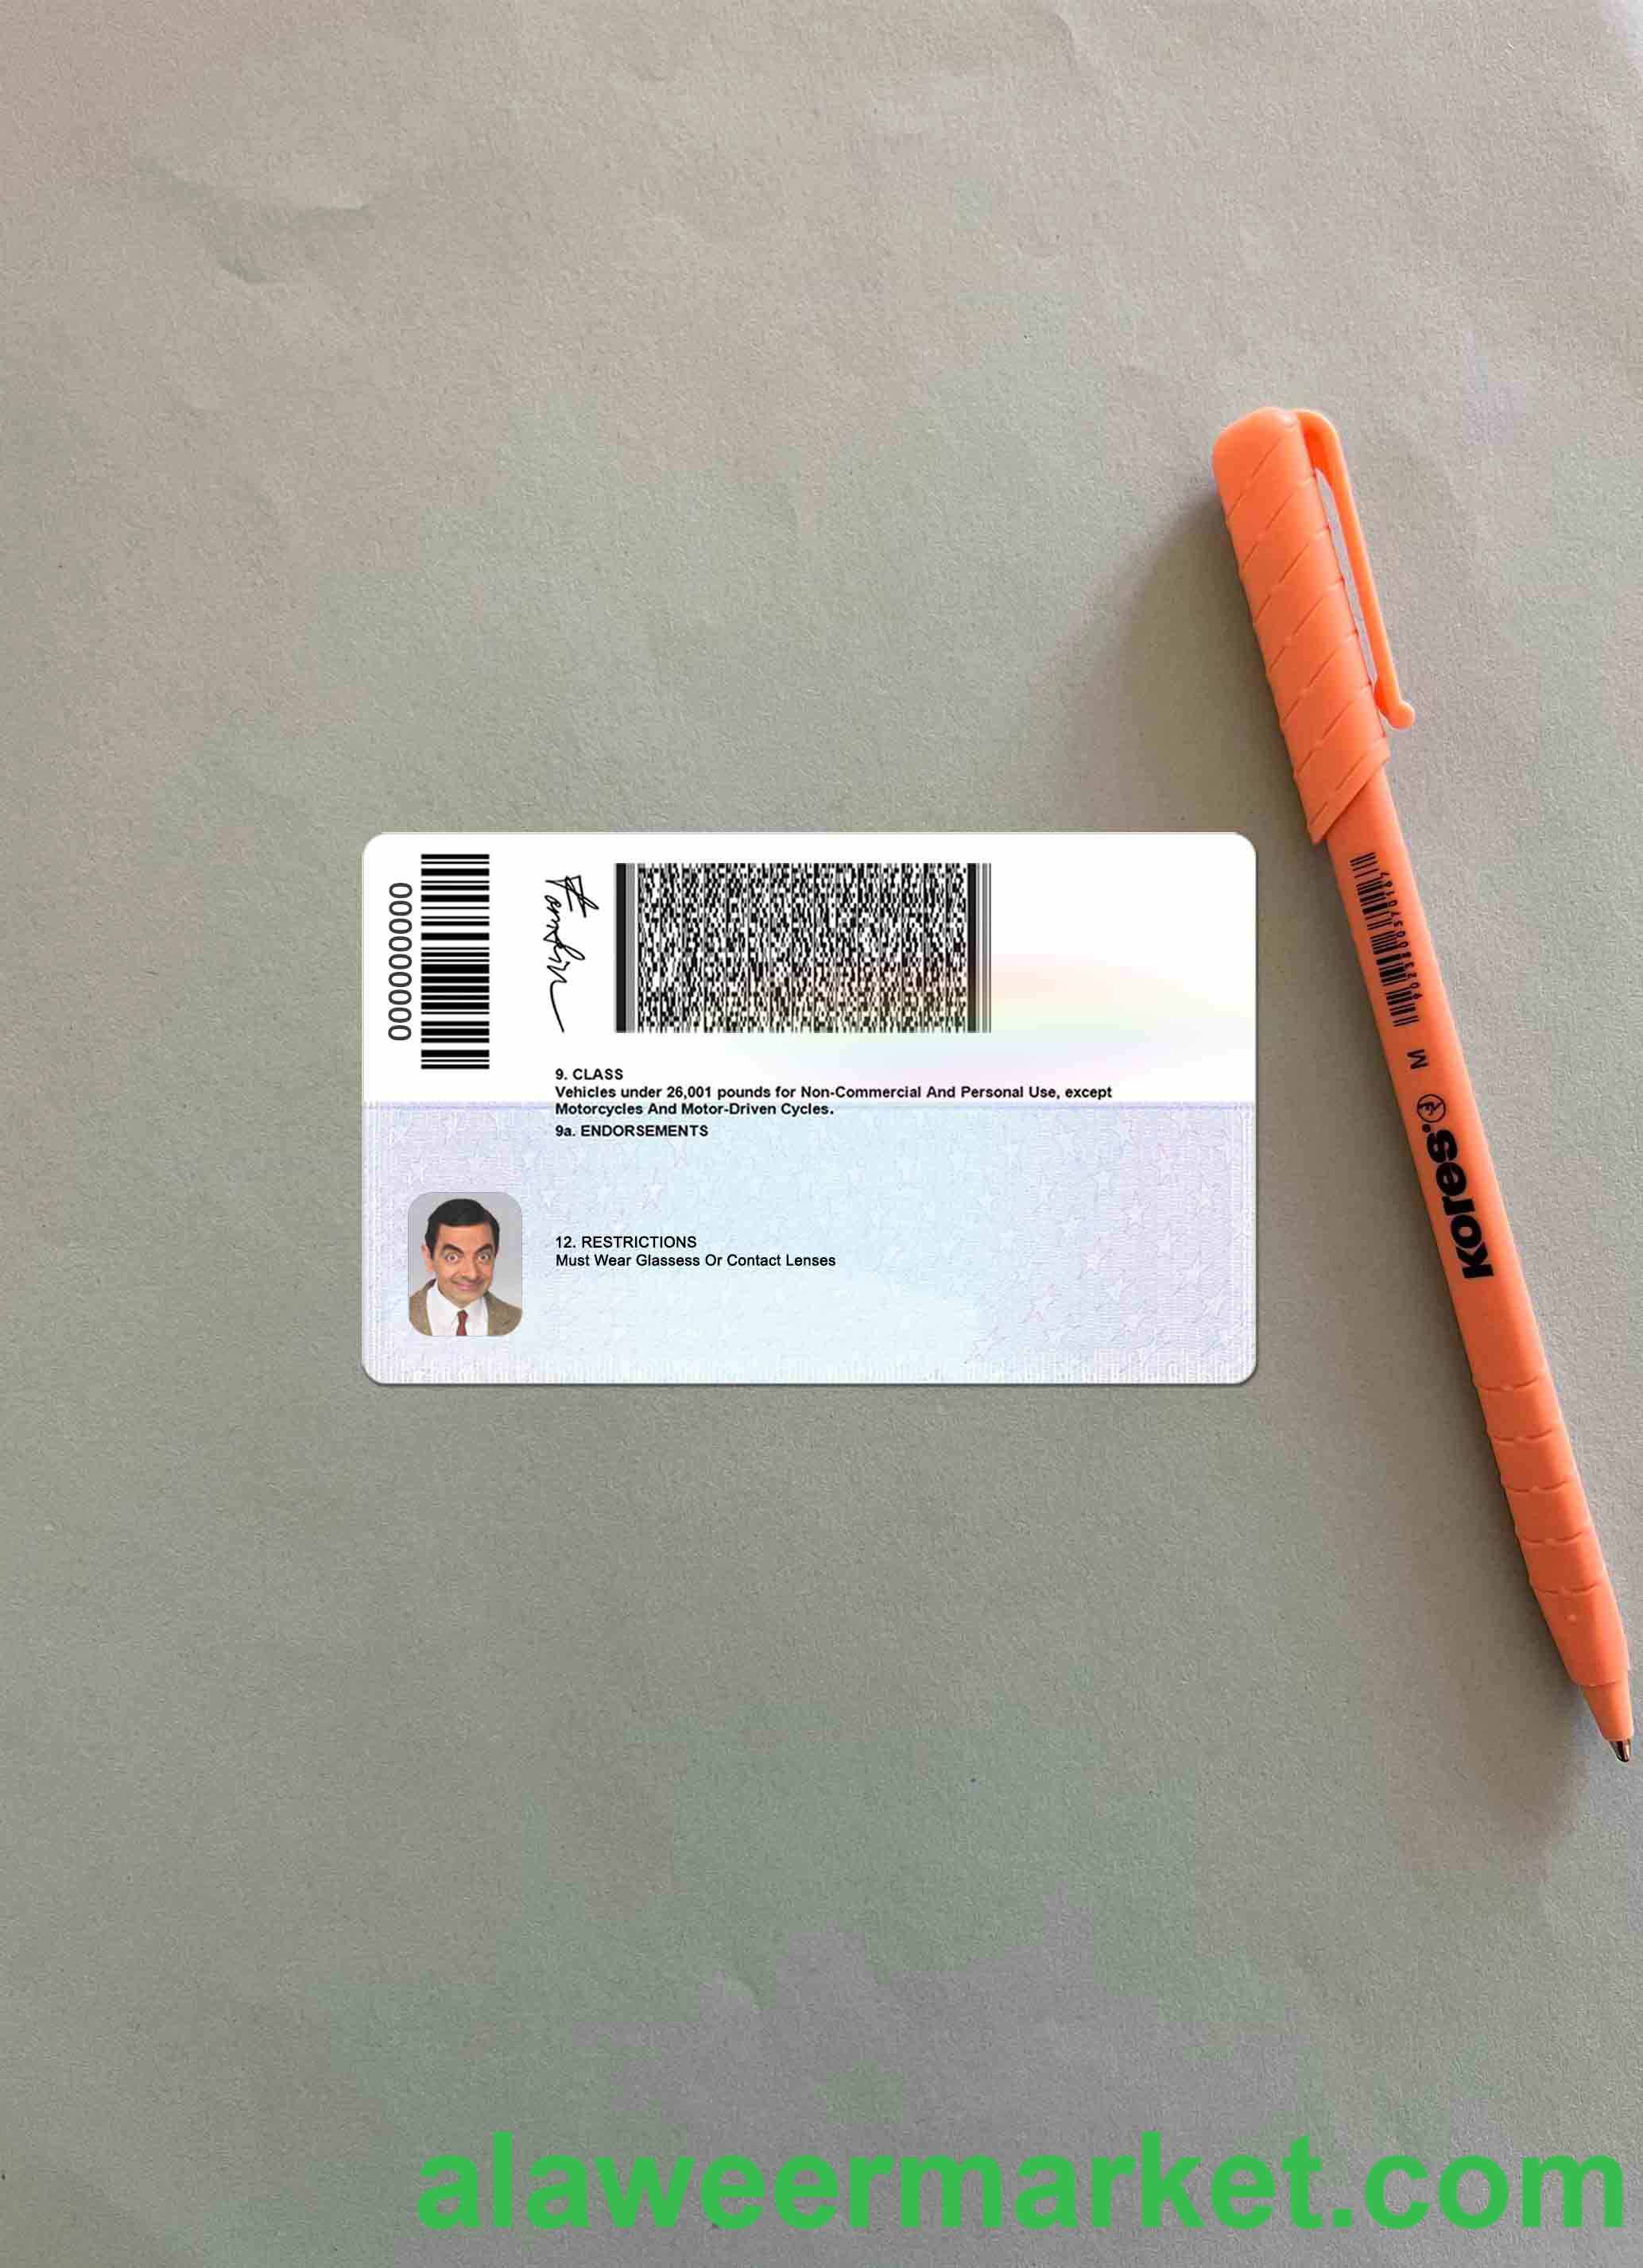 000000000
9. CLASS
Vehicles under 26,001 pounds for Non-Commercial And Personal Use, except
Motorcycles And Motor-Driven Cycles.
9a. ENDORSEMENTS
12. RESTRICTIONS
Must Wear Glassess Or Contact Lenses
M
Kores
alaweermarket.com